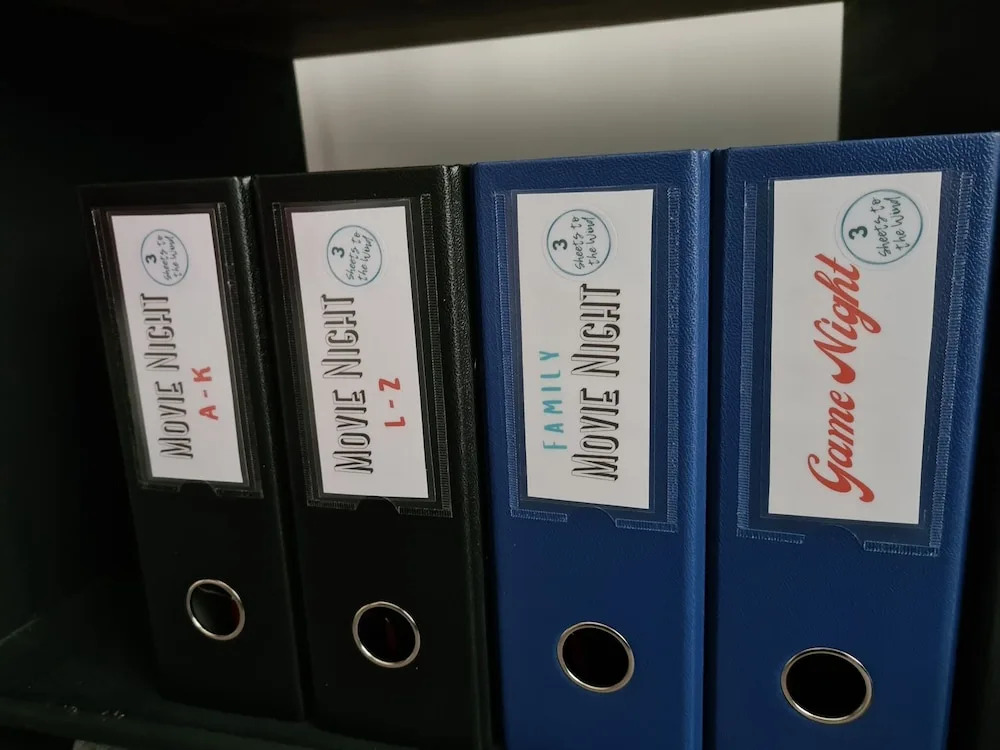 MOVIE NIGHT
A - K
3
Sheets to
the Wind
MOVIE NIGHT
L - Z
3
Sheets to
the Wind
FAMILY
MOVIE NIGHT
3
Sheets to
the Wind
Game Night
3
Sheets to
the Wind